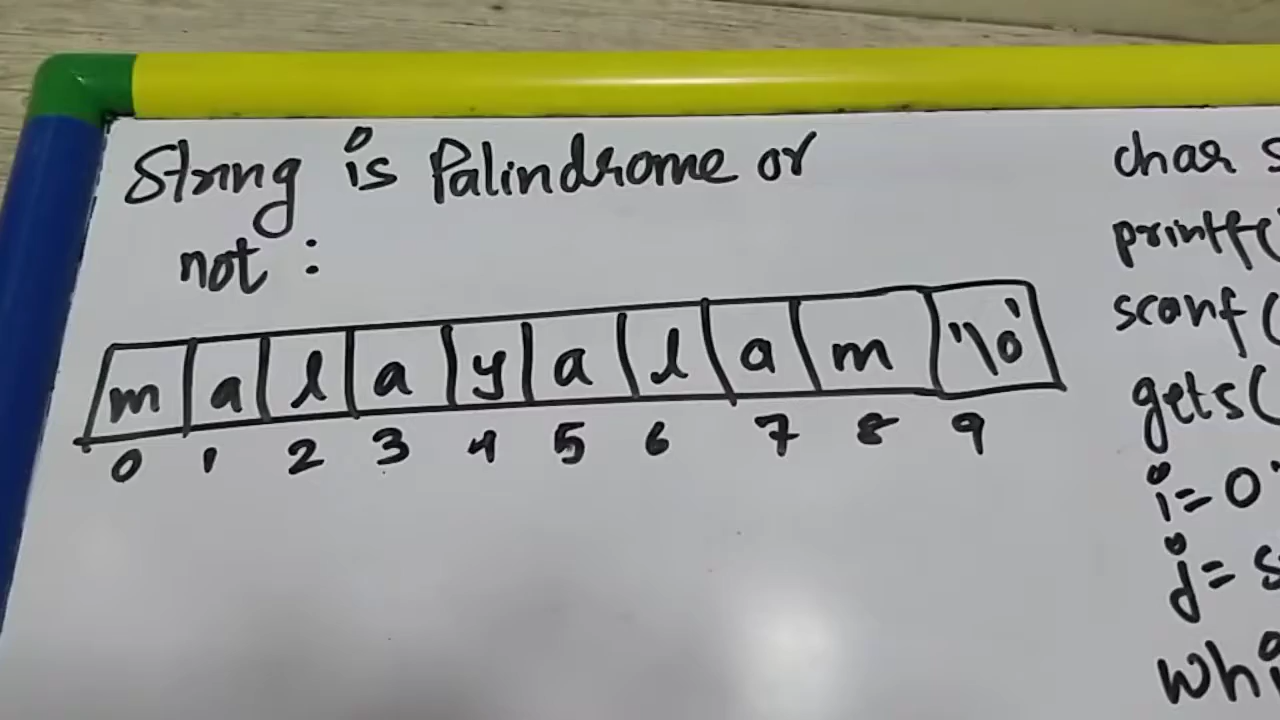 String is Palindrome or
not :
m a l a y a l a m '\0'
0 1 2 3 4 5 6 7 8 9
char s
printf(
scanf(
gets(
i=0;
j= s
whi